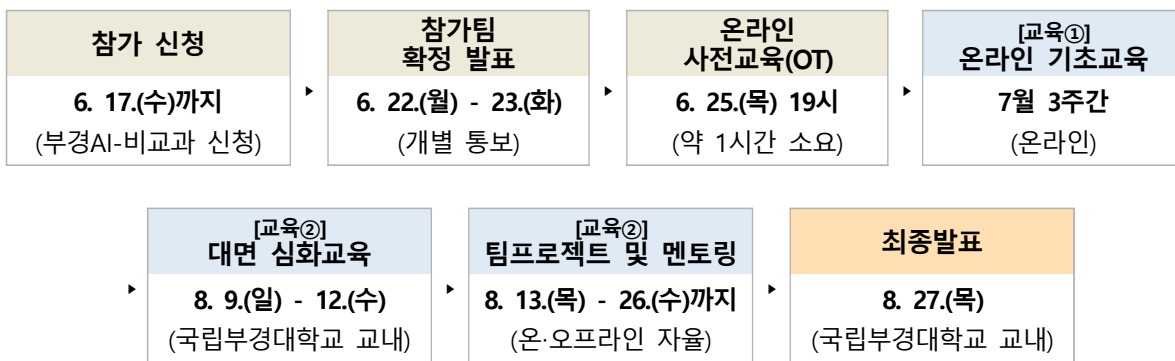 참가 신청
6. 17.(수)까지
(부경AI-비교과 신청)
참가팀
확정 발표
6. 22.(월) - 23.(화)
(개별 통보)
온라인
사전교육(OT)
6. 25.(목) 19시
(약 1시간 소요)
[교육①]
온라인 기초교육
7월 3주간
(온라인)
[교육②]
대면 심화교육
8. 9.(일) - 12.(수)
(국립부경대학교 교내)
[교육②]
팀프로젝트 및 멘토링
8. 13.(목) - 26.(수)까지
(온·오프라인 자율)
최종발표
8. 27.(목)
(국립부경대학교 교내)